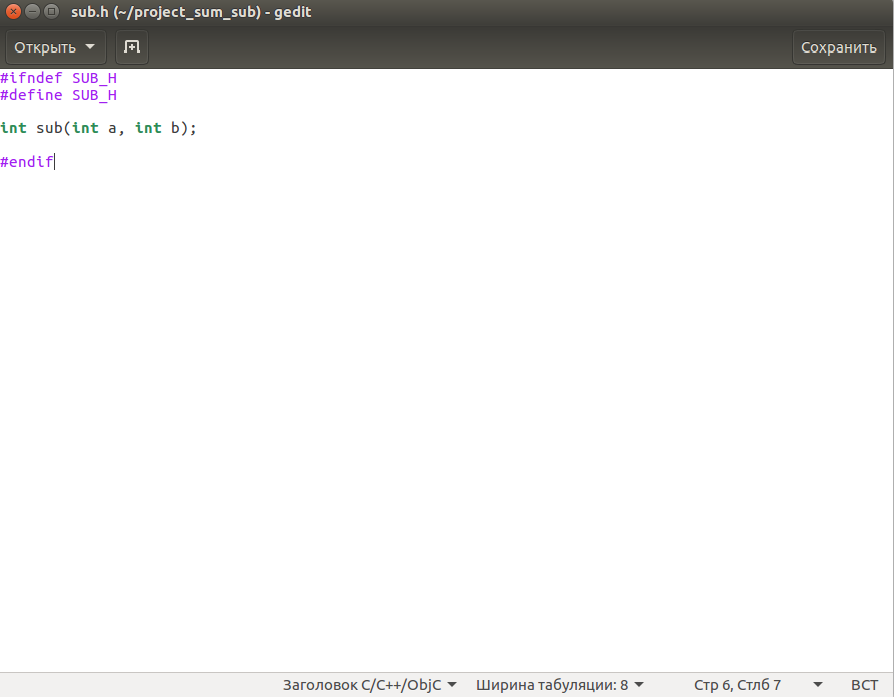 sub.h (~/project_sum_sub) - gedit
Открыть
Сохранить
#ifndef SUB_H
#define SUB_H
int sub(int a, int b);
#endif
Заголовок C/C++/ObjC Ширина табуляции: 8 Стр 6, Стлб 7 ВСТ